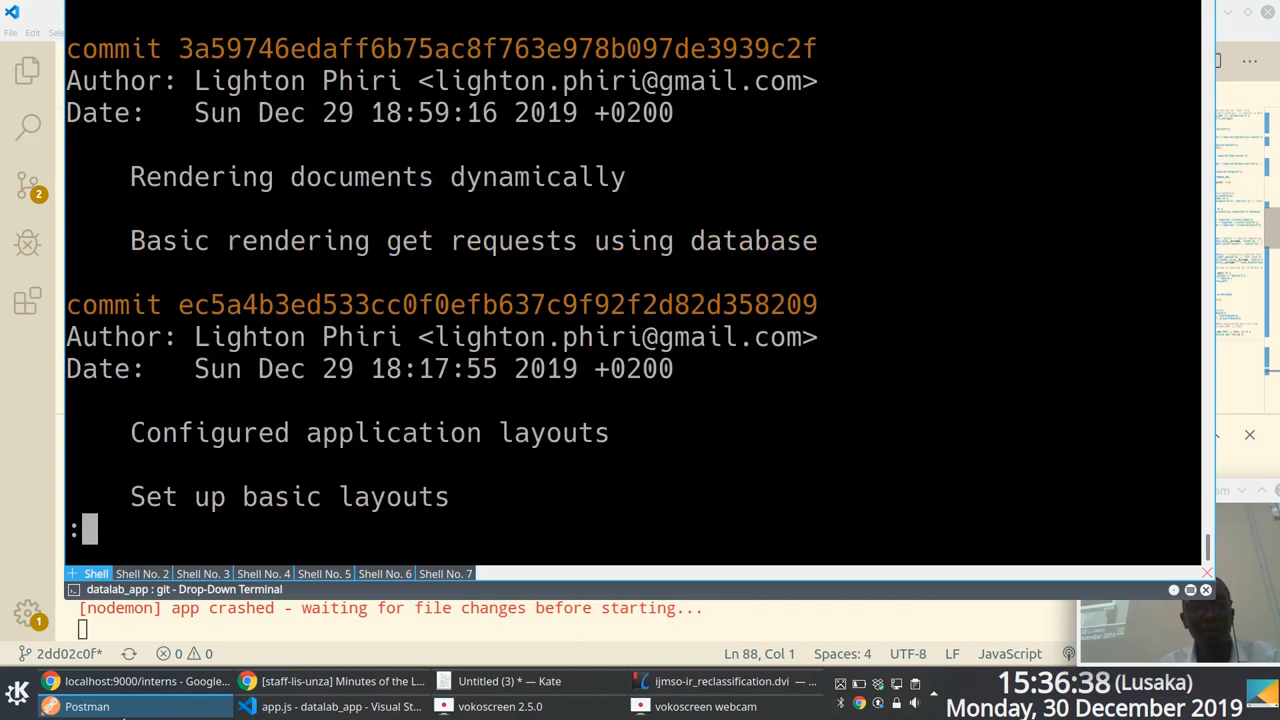 File Edit Sele
commit 3a59746edaff6b75ac8f763e978b097de3939c2f
Author: Lighton Phiri <lighton.phiri@gmail.com>
Date:   Sun Dec 29 18:59:16 2019 +0200
Rendering documents dynamically
Basic rendering get requests using database
commit ec5a4b3ed533cc0f0efb637c9f92f2d82d358209
Author: Lighton Phiri <lighton.phiri@gmail.com>
Date:   Sun Dec 29 18:17:55 2019 +0200
Configured application layouts
Set up basic layouts
:
2
1
Shell Shell No. 2 Shell No. 3 Shell No. 4 Shell No. 5 Shell No. 6 Shell No. 7
datalab_app : git - Drop-Down Terminal
[nodemon] app crashed - waiting for file changes before starting...
2dd02c0f* 0 0 Ln 88, Col 1 Spaces: 4 UTF-8 LF JavaScript
localhost:9000/interns - Google... [staff-lis-unza] Minutes of the L... Untitled (3) * — Kate ijmso-ir_reclassification.dvi —...
Postman app.js - datalab_app - Visual St... vokoscreen 2.5.0 vokoscreen webcam
15:36:38 (Lusaka)
Monday, 30 December 2019